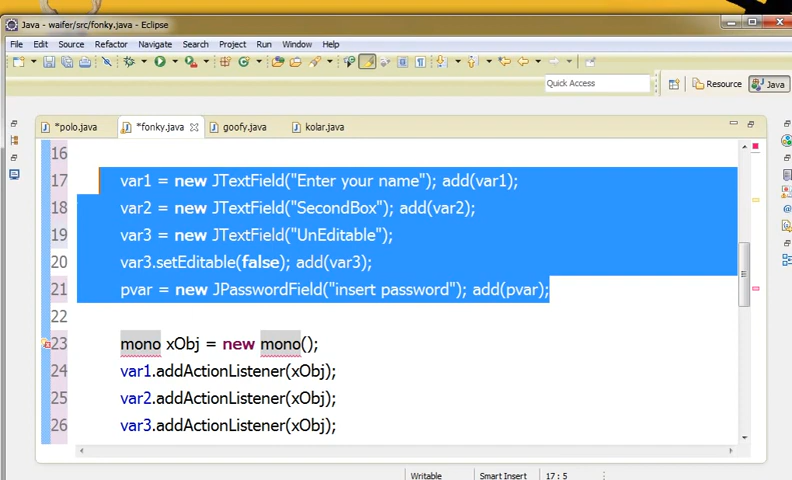 Java - waifer/src/fonky.java - Eclipse
File Edit Source Refactor Navigate Search Project Run Window Help
Quick Access Resource Java
*polo.java *fonky.java goofy.java kolar.java
16
17 var1 = new JTextField("Enter your name"); add(var1);
18 var2 = new JTextField("SecondBox"); add(var2);
19 var3 = new JTextField("UnEditable");
20 var3.setEditable(false); add(var3);
21 pvar = new JPasswordField("insert password"); add(pvar);
22
23 mono xObj = new mono();
24 var1.addActionListener(xObj);
25 var2.addActionListener(xObj);
26 var3.addActionListener(xObj);
Writable Smart Insert 17 : 5